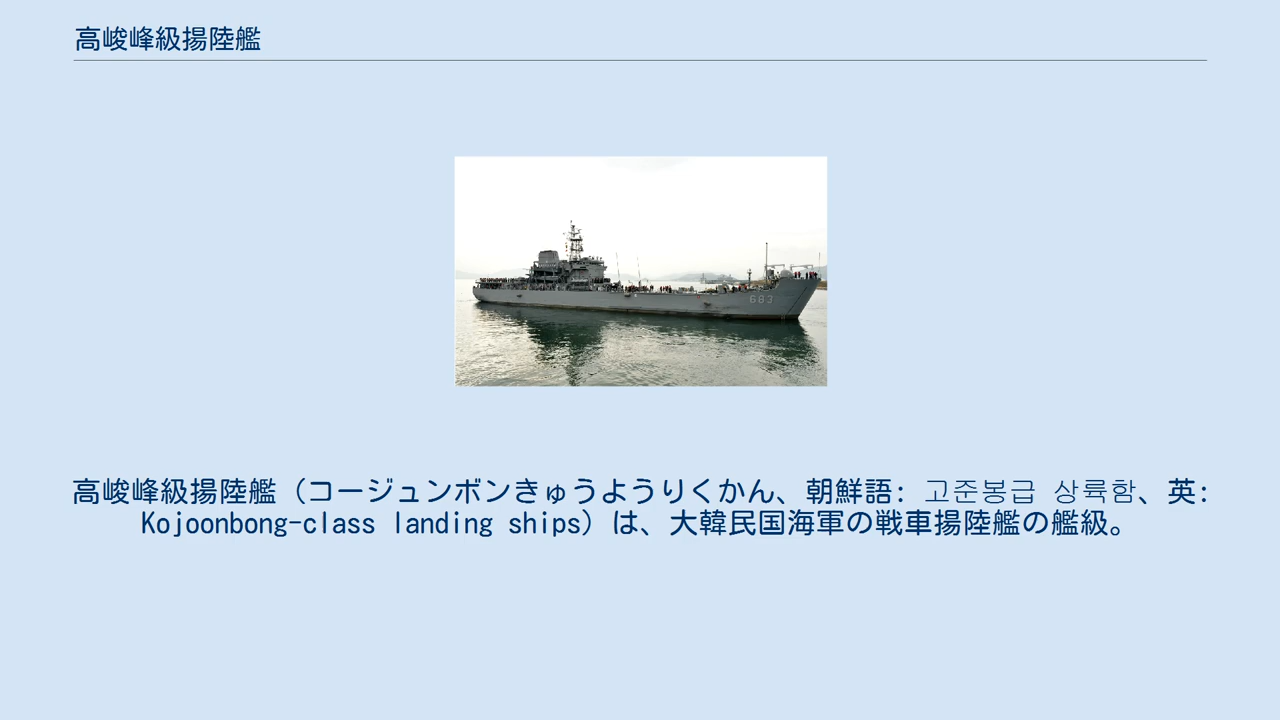 高峻峰級揚陸艦
683
高峻峰級揚陸艦（コージュンボンきゅうようりくかん、朝鮮語: 고준봉급 상륙함、英:
Kojoonbong-class landing ships）は、大韓民国海軍の戦車揚陸艦の艦級。